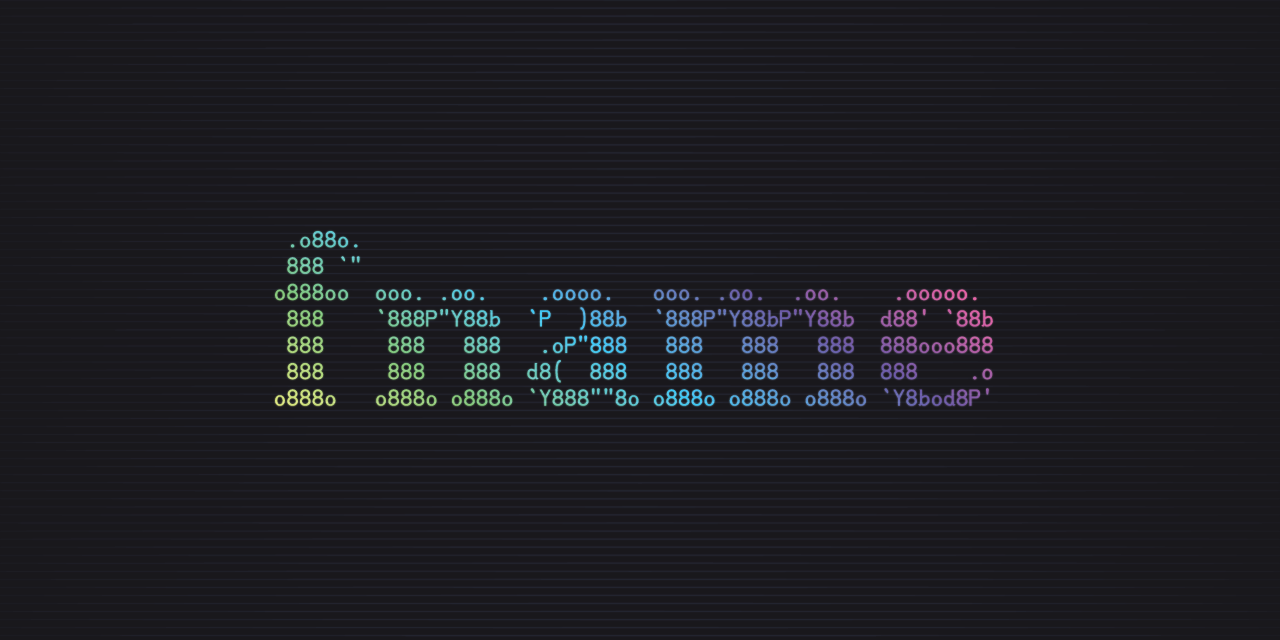 .o88o.
 888 `"
o888oo  ooo. .oo.    .oooo.   ooo. .oo.  .oo.    .ooooo.
 888    `888P"Y88b  `P  )88b  `888P"Y88bP"Y88b  d88' `88b
 888     888   888   .oP"888   888   888   888  888ooo888
 888     888   888  d8(  888   888   888   888  888    .o
o888o   o888o o888o `Y888""8o o888o o888o o888o `Y8bod8P'